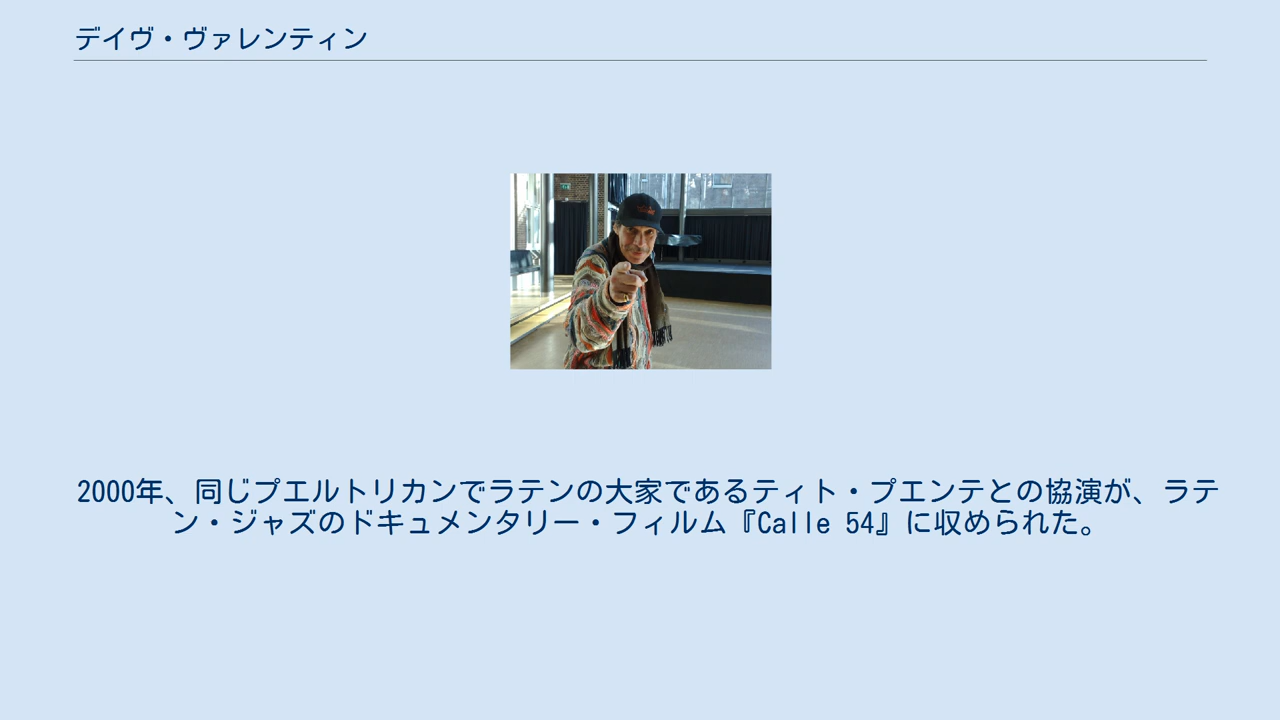 デイヴ・ヴァレンティン
2000年、同じプエルトリカンでラテンの大家であるティト・プエンテとの協演が、ラテ
ン・ジャズのドキュメンタリー・フィルム『Calle 54』に収められた。